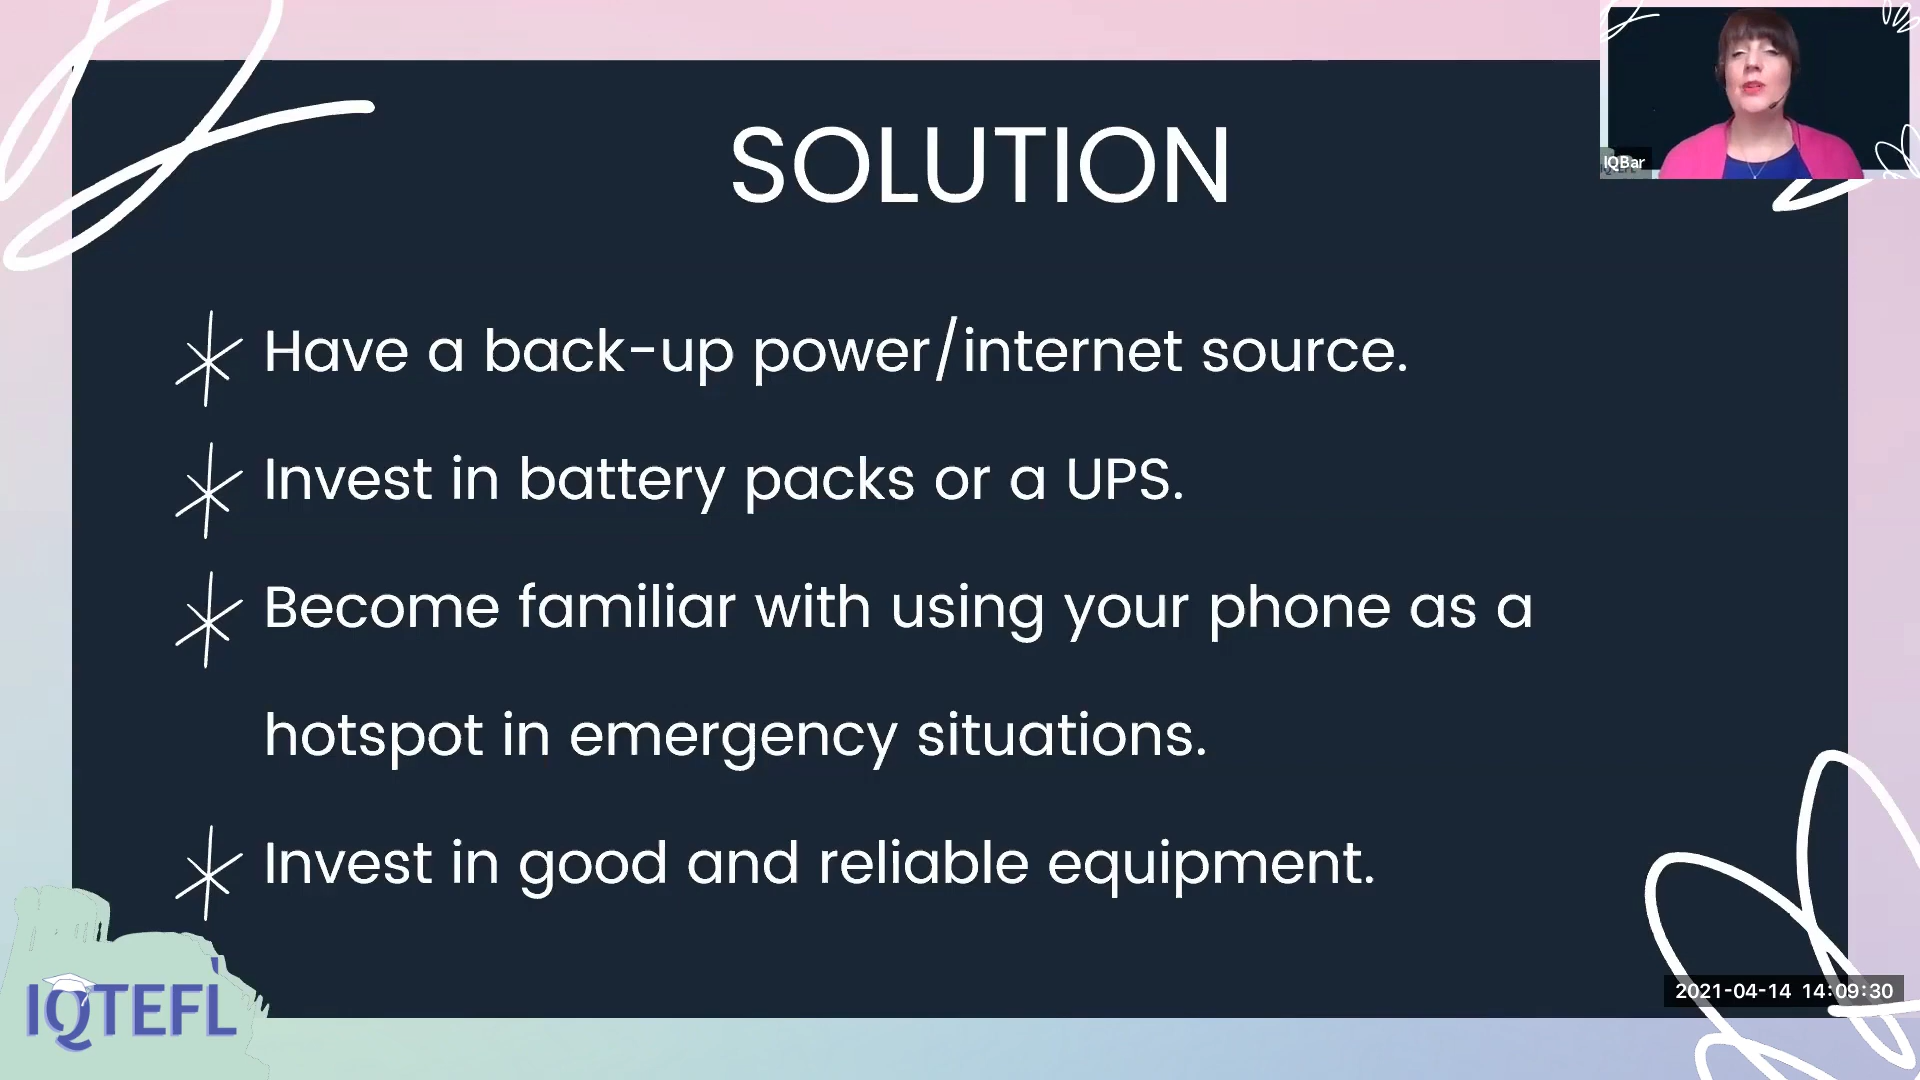 SOLUTION
Have a back-up power/internet source.
Invest in battery packs or a UPS.
Become familiar with using your phone as a
hotspot in emergency situations.
Invest in good and reliable equipment.
IQBar
IQTEFL
2021-04-14 14:09:30